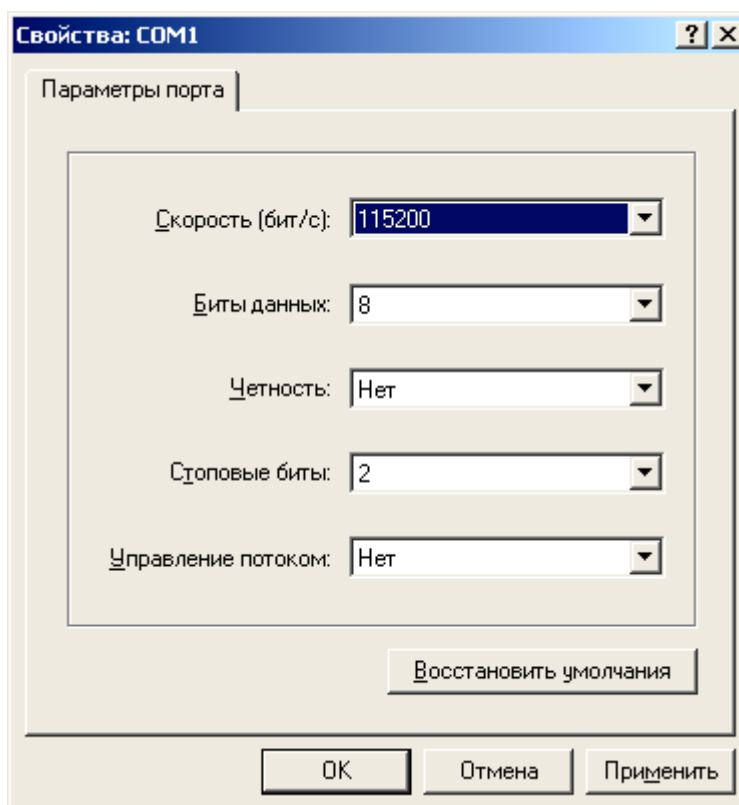 Свойства: COM1
Параметры порта
Скорость (бит/с): 115200
Биты данных: 8
Четность: Нет
Стоповые биты: 2
Управление потоком: Нет
Восстановить умолчания
OK Отмена Применить